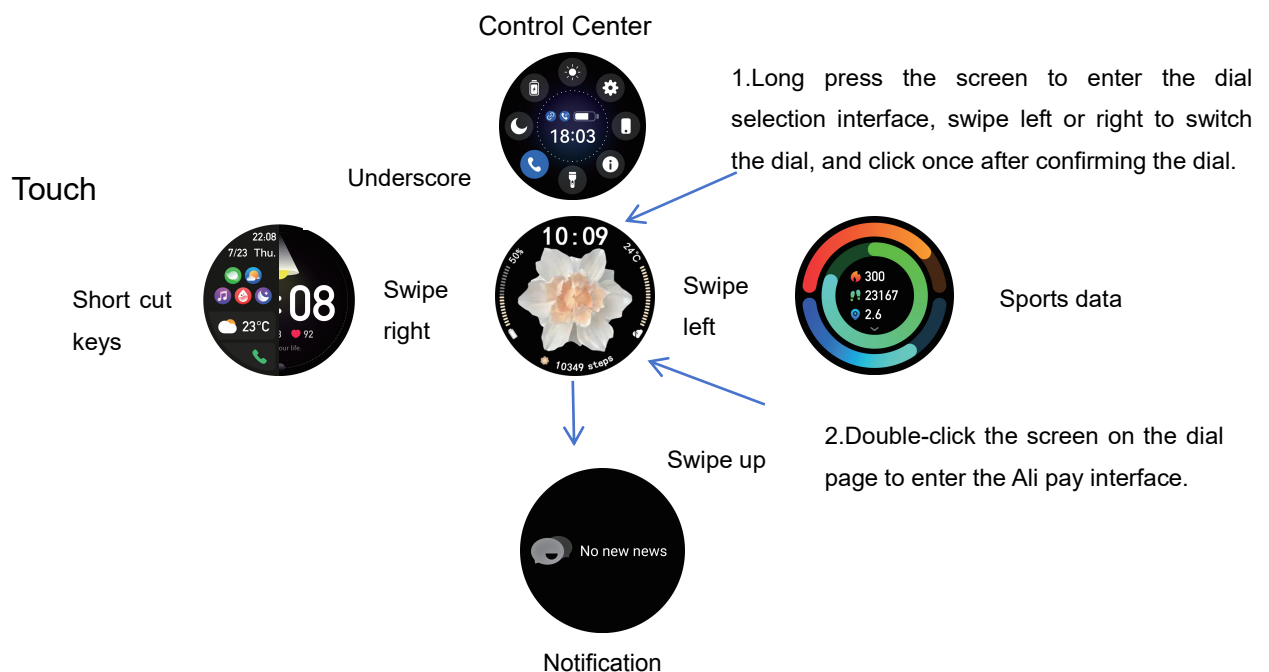 Control Center
18:03
1.Long press the screen to enter the dial
selection interface, swipe left or right to switch
the dial, and click once after confirming the dial.
Underscore
Touch
22:08
7/23 Thu.
:08
92
our life.
23°C
Short cut
keys
Swipe
right
10:09
50%
24°C
10349 steps
Swipe
left
300
23167
2.6
Sports data
2.Double-click the screen on the dial
page to enter the Ali pay interface.
Swipe up
No new news
Notification